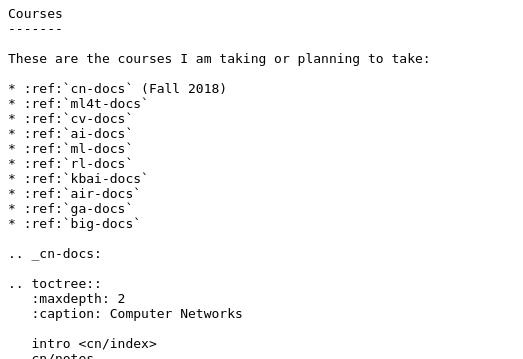 Courses
-------
These are the courses I am taking or planning to take:
* :ref:`cn-docs` (Fall 2018)
* :ref:`ml4t-docs`
* :ref:`cv-docs`
* :ref:`ai-docs`
* :ref:`ml-docs`
* :ref:`rl-docs`
* :ref:`kbai-docs`
* :ref:`air-docs`
* :ref:`ga-docs`
* :ref:`big-docs`
.. _cn-docs:
.. toctree::
   :maxdepth: 2
   :caption: Computer Networks
   intro <cn/index>
   cn/notes